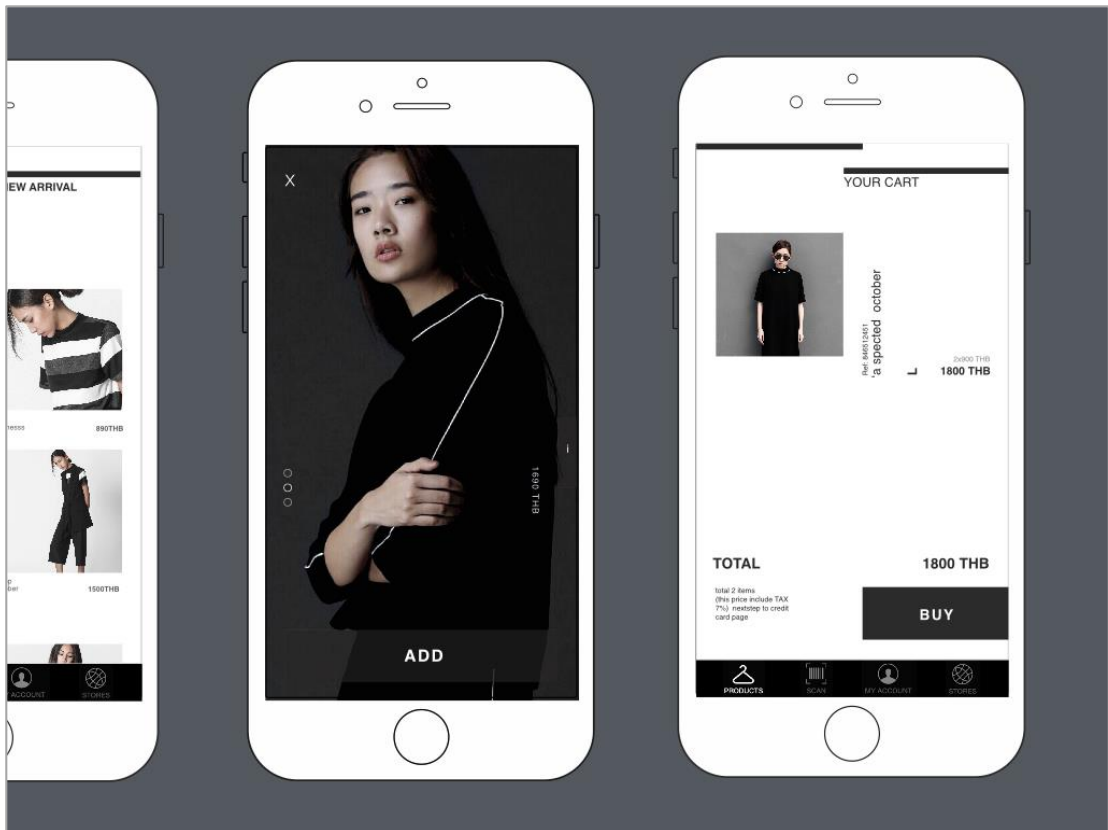 EW ARRIVAL
esss
890THB
p
ber
1500THB
ACCOUNT
STORES
X
1690 THB
i
ADD
YOUR CART
Ref: 846512451
'a spected october
L
2x900 THB
1800 THB
TOTAL
1800 THB
total 2 items
(this price include TAX
7%) nextstep to credit
card page
BUY
PRODUCTS
SCAN
MY ACCOUNT
STORES